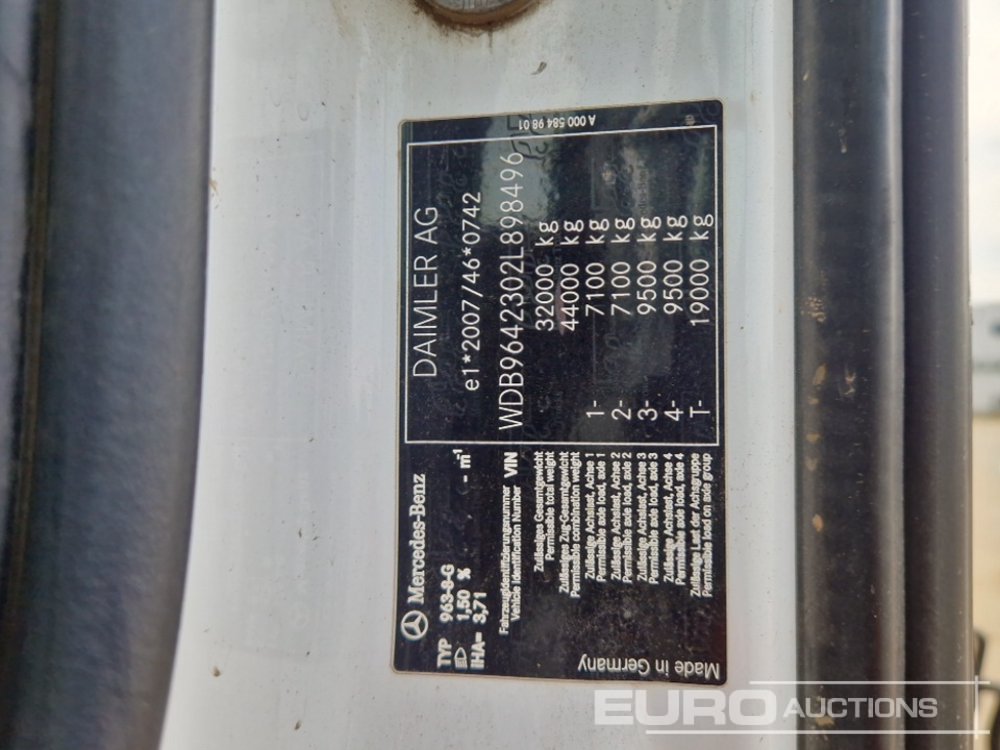 Mercedes-Benz
TYP 963-8-G
1,50 %
IHA= 3,71 - m⁻¹
DAIMLER AG
e1*2007/46*0742
Fahrzeugidentifizierungsnummer
Vehicle Identification Number VIN WDB9642302L898496
Zulässiges Gesamtgewicht
Permissible total weight 32000 kg
Zulässiges Zug-Gesamtgewicht
Permissible combination weight 44000 kg
Zulässige Achslast, Achse 1
Permissible axle load, axle 1 1- 7100 kg
Zulässige Achslast, Achse 2
Permissible axle load, axle 2 2- 7100 kg
Zulässige Achslast, Achse 3
Permissible axle load, axle 3 3- 9500 kg
Zulässige Achslast, Achse 4
Permissible axle load, axle 4 4- 9500 kg
Zulässige Last der Achsgruppe
Permissible load on axle group T- 19000 kg
Made in Germany
A 000 584 98 01
EURO AUCTIONS